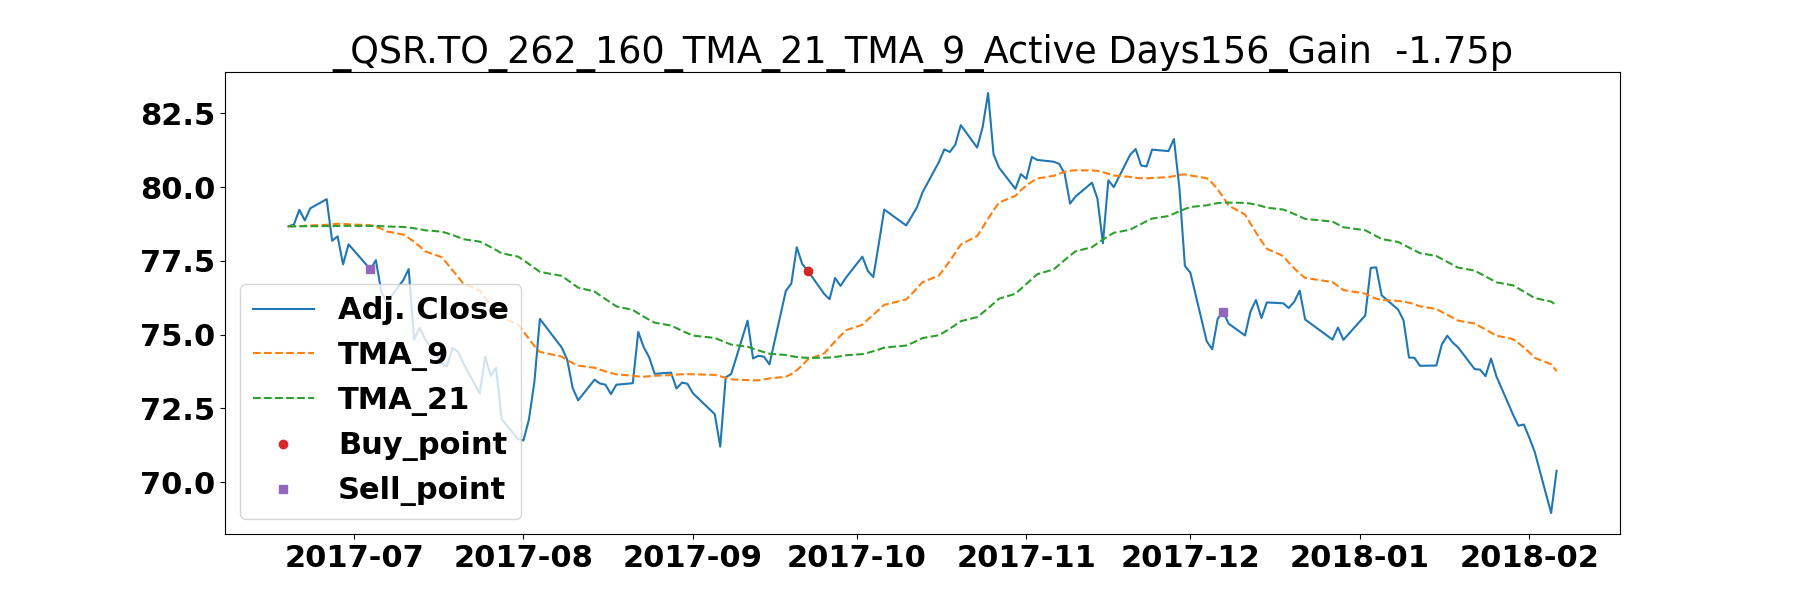 _QSR.TO_262_160_TMA_21_TMA_9_Active Days156_Gain  -1.75p
82.5
80.0
77.5
75.0
72.5
70.0
Adj. Close
TMA_9
TMA_21
Buy_point
Sell_point
2017-07 2017-08 2017-09 2017-10 2017-11 2017-12 2018-01 2018-02